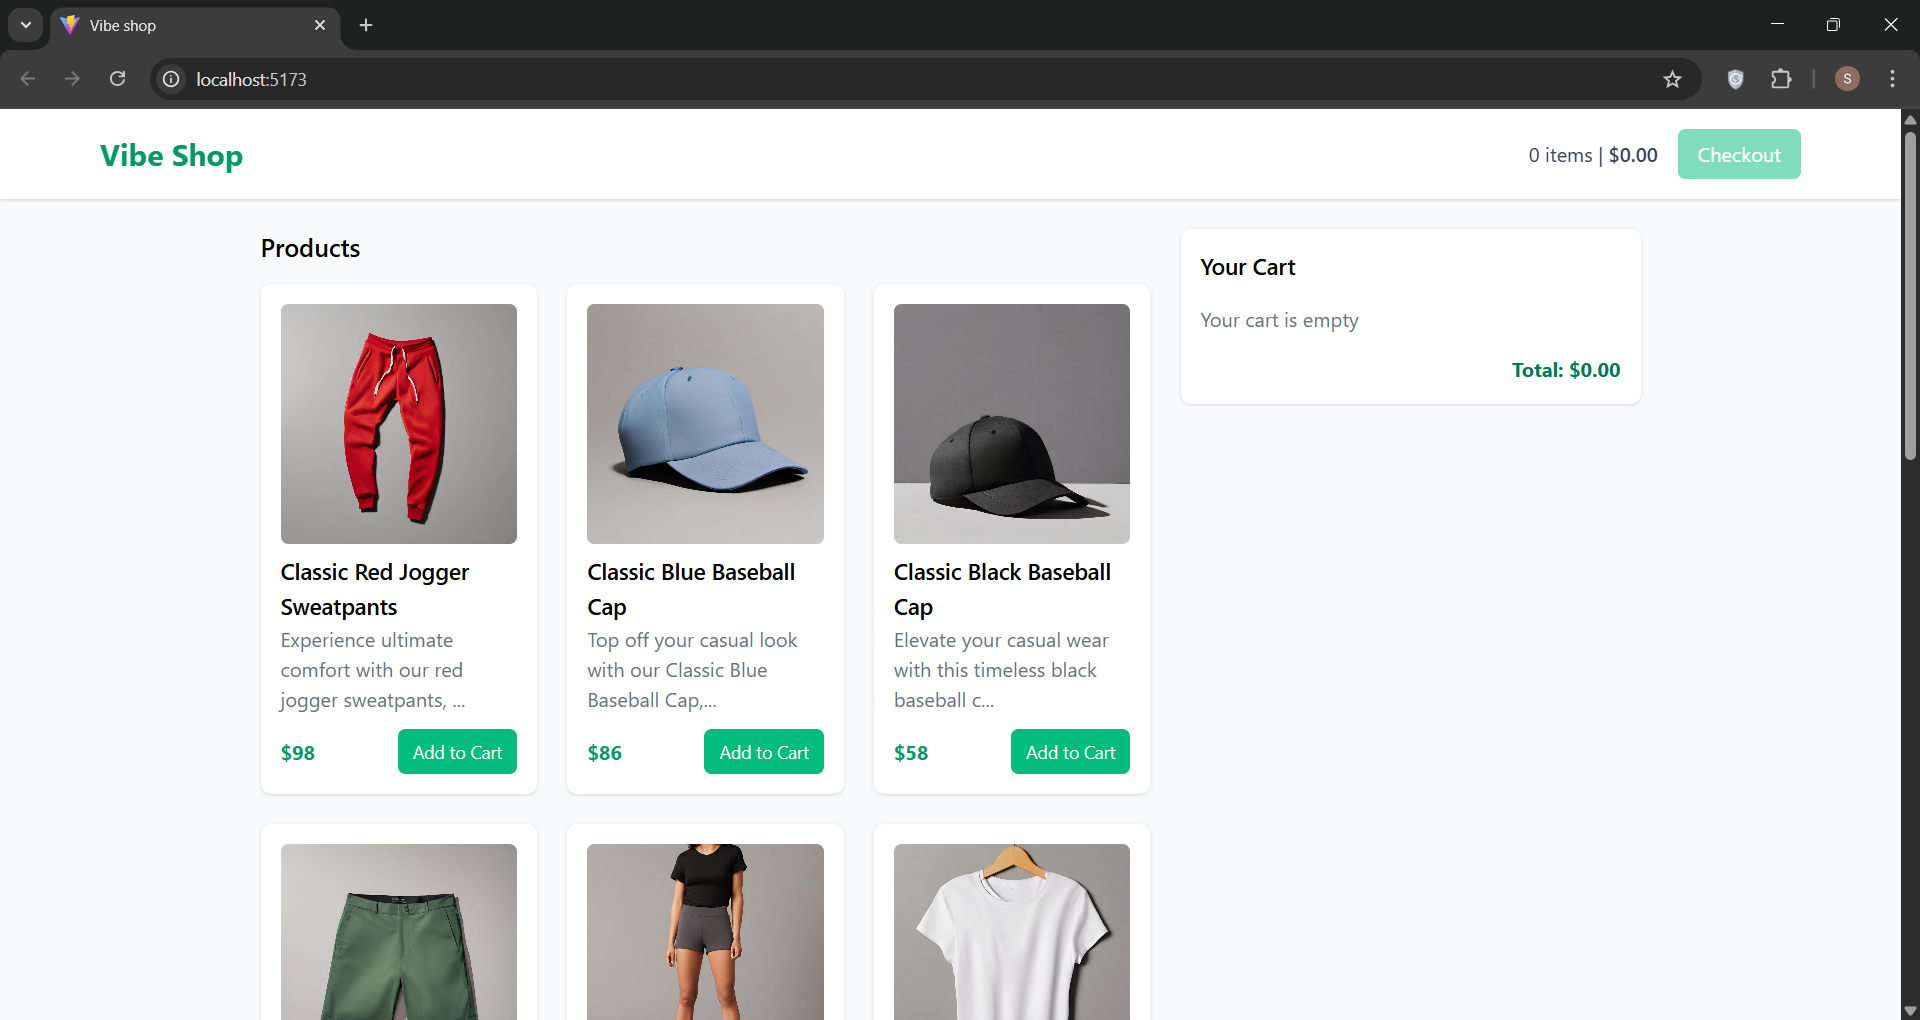 Vibe shop
localhost:5173
S
Vibe Shop
0 items | $0.00
Checkout
Products
Classic Red Jogger
Sweatpants
Experience ultimate
comfort with our red
jogger sweatpants, ...
$98
Add to Cart
Classic Blue Baseball
Cap
Top off your casual look
with our Classic Blue
Baseball Cap,...
$86
Add to Cart
Classic Black Baseball
Cap
Elevate your casual wear
with this timeless black
baseball c...
$58
Add to Cart
Your Cart
Your cart is empty
Total: $0.00